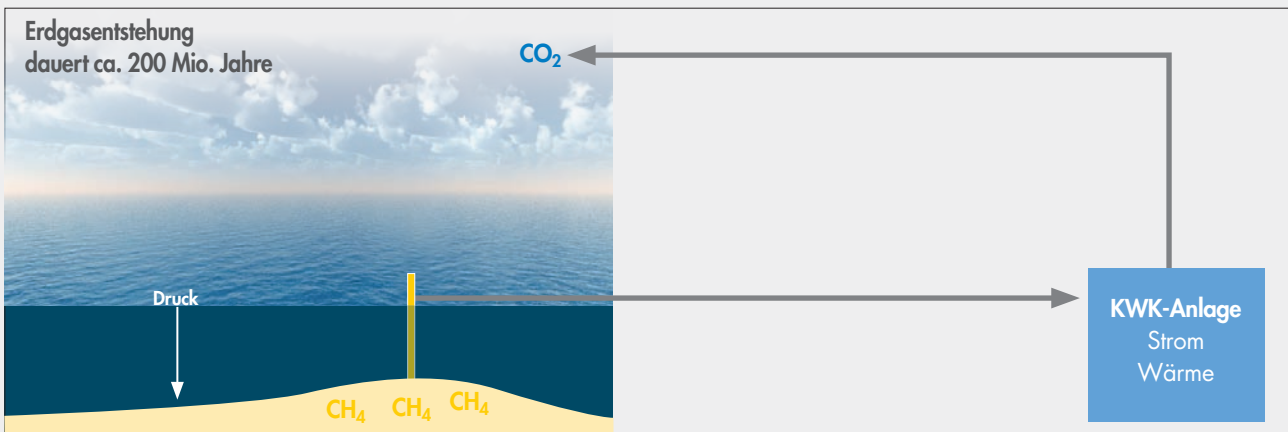 Erdgasentstehung
dauert ca. 200 Mio. Jahre
CO₂
Druck
KWK-Anlage
Strom
Wärme
CH₄ CH₄ CH₄